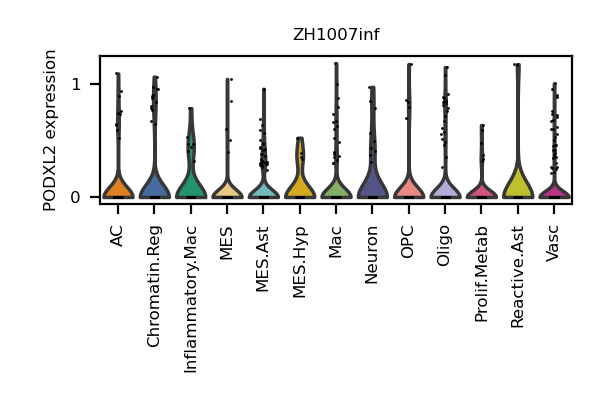 ZH1007inf
PODXL2 expression
1
0
AC
Chromatin.Reg
Inflammatory.Mac
MES
MES.Ast
MES.Hyp
Mac
Neuron
OPC
Oligo
Prolif.Metab
Reactive.Ast
Vasc